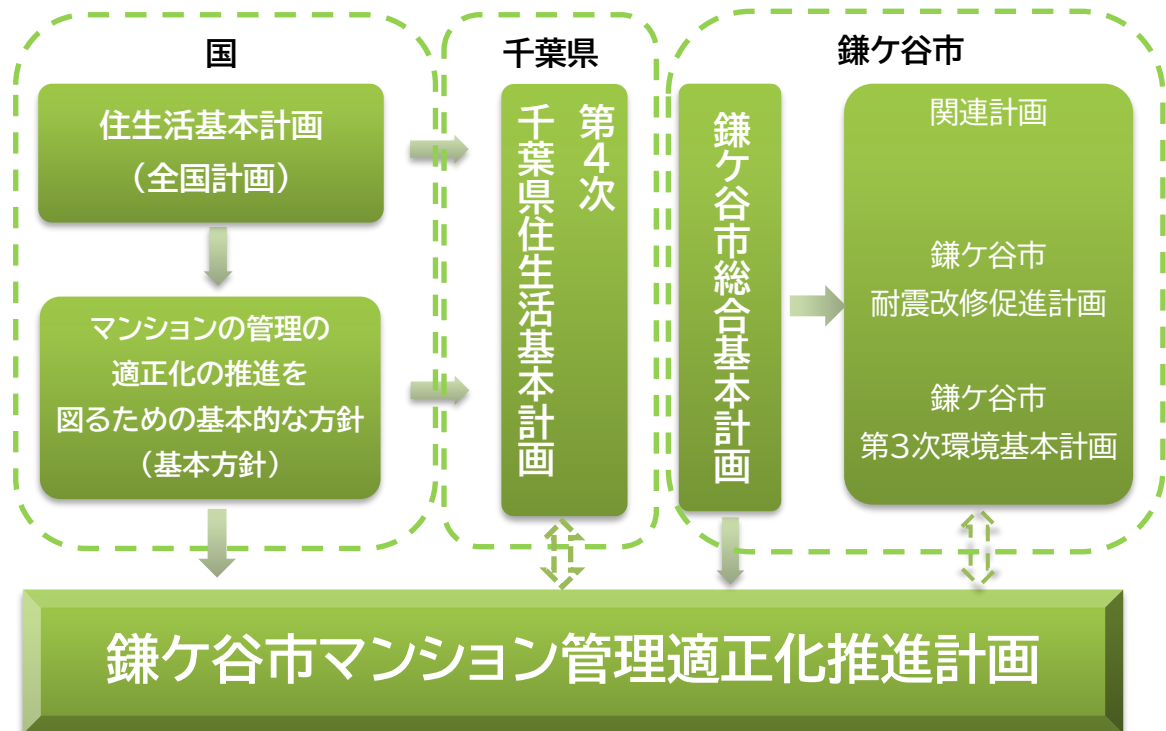 国
住生活基本計画
（全国計画）
マンションの管理の
適正化の推進を
図るための基本的な方針
（基本方針）
千葉県
第4次
千葉県住生活基本計画
鎌ケ谷市
鎌ケ谷市総合基本計画
関連計画
鎌ケ谷市
耐震改修促進計画
鎌ケ谷市
第3次環境基本計画
鎌ケ谷市マンション管理適正化推進計画